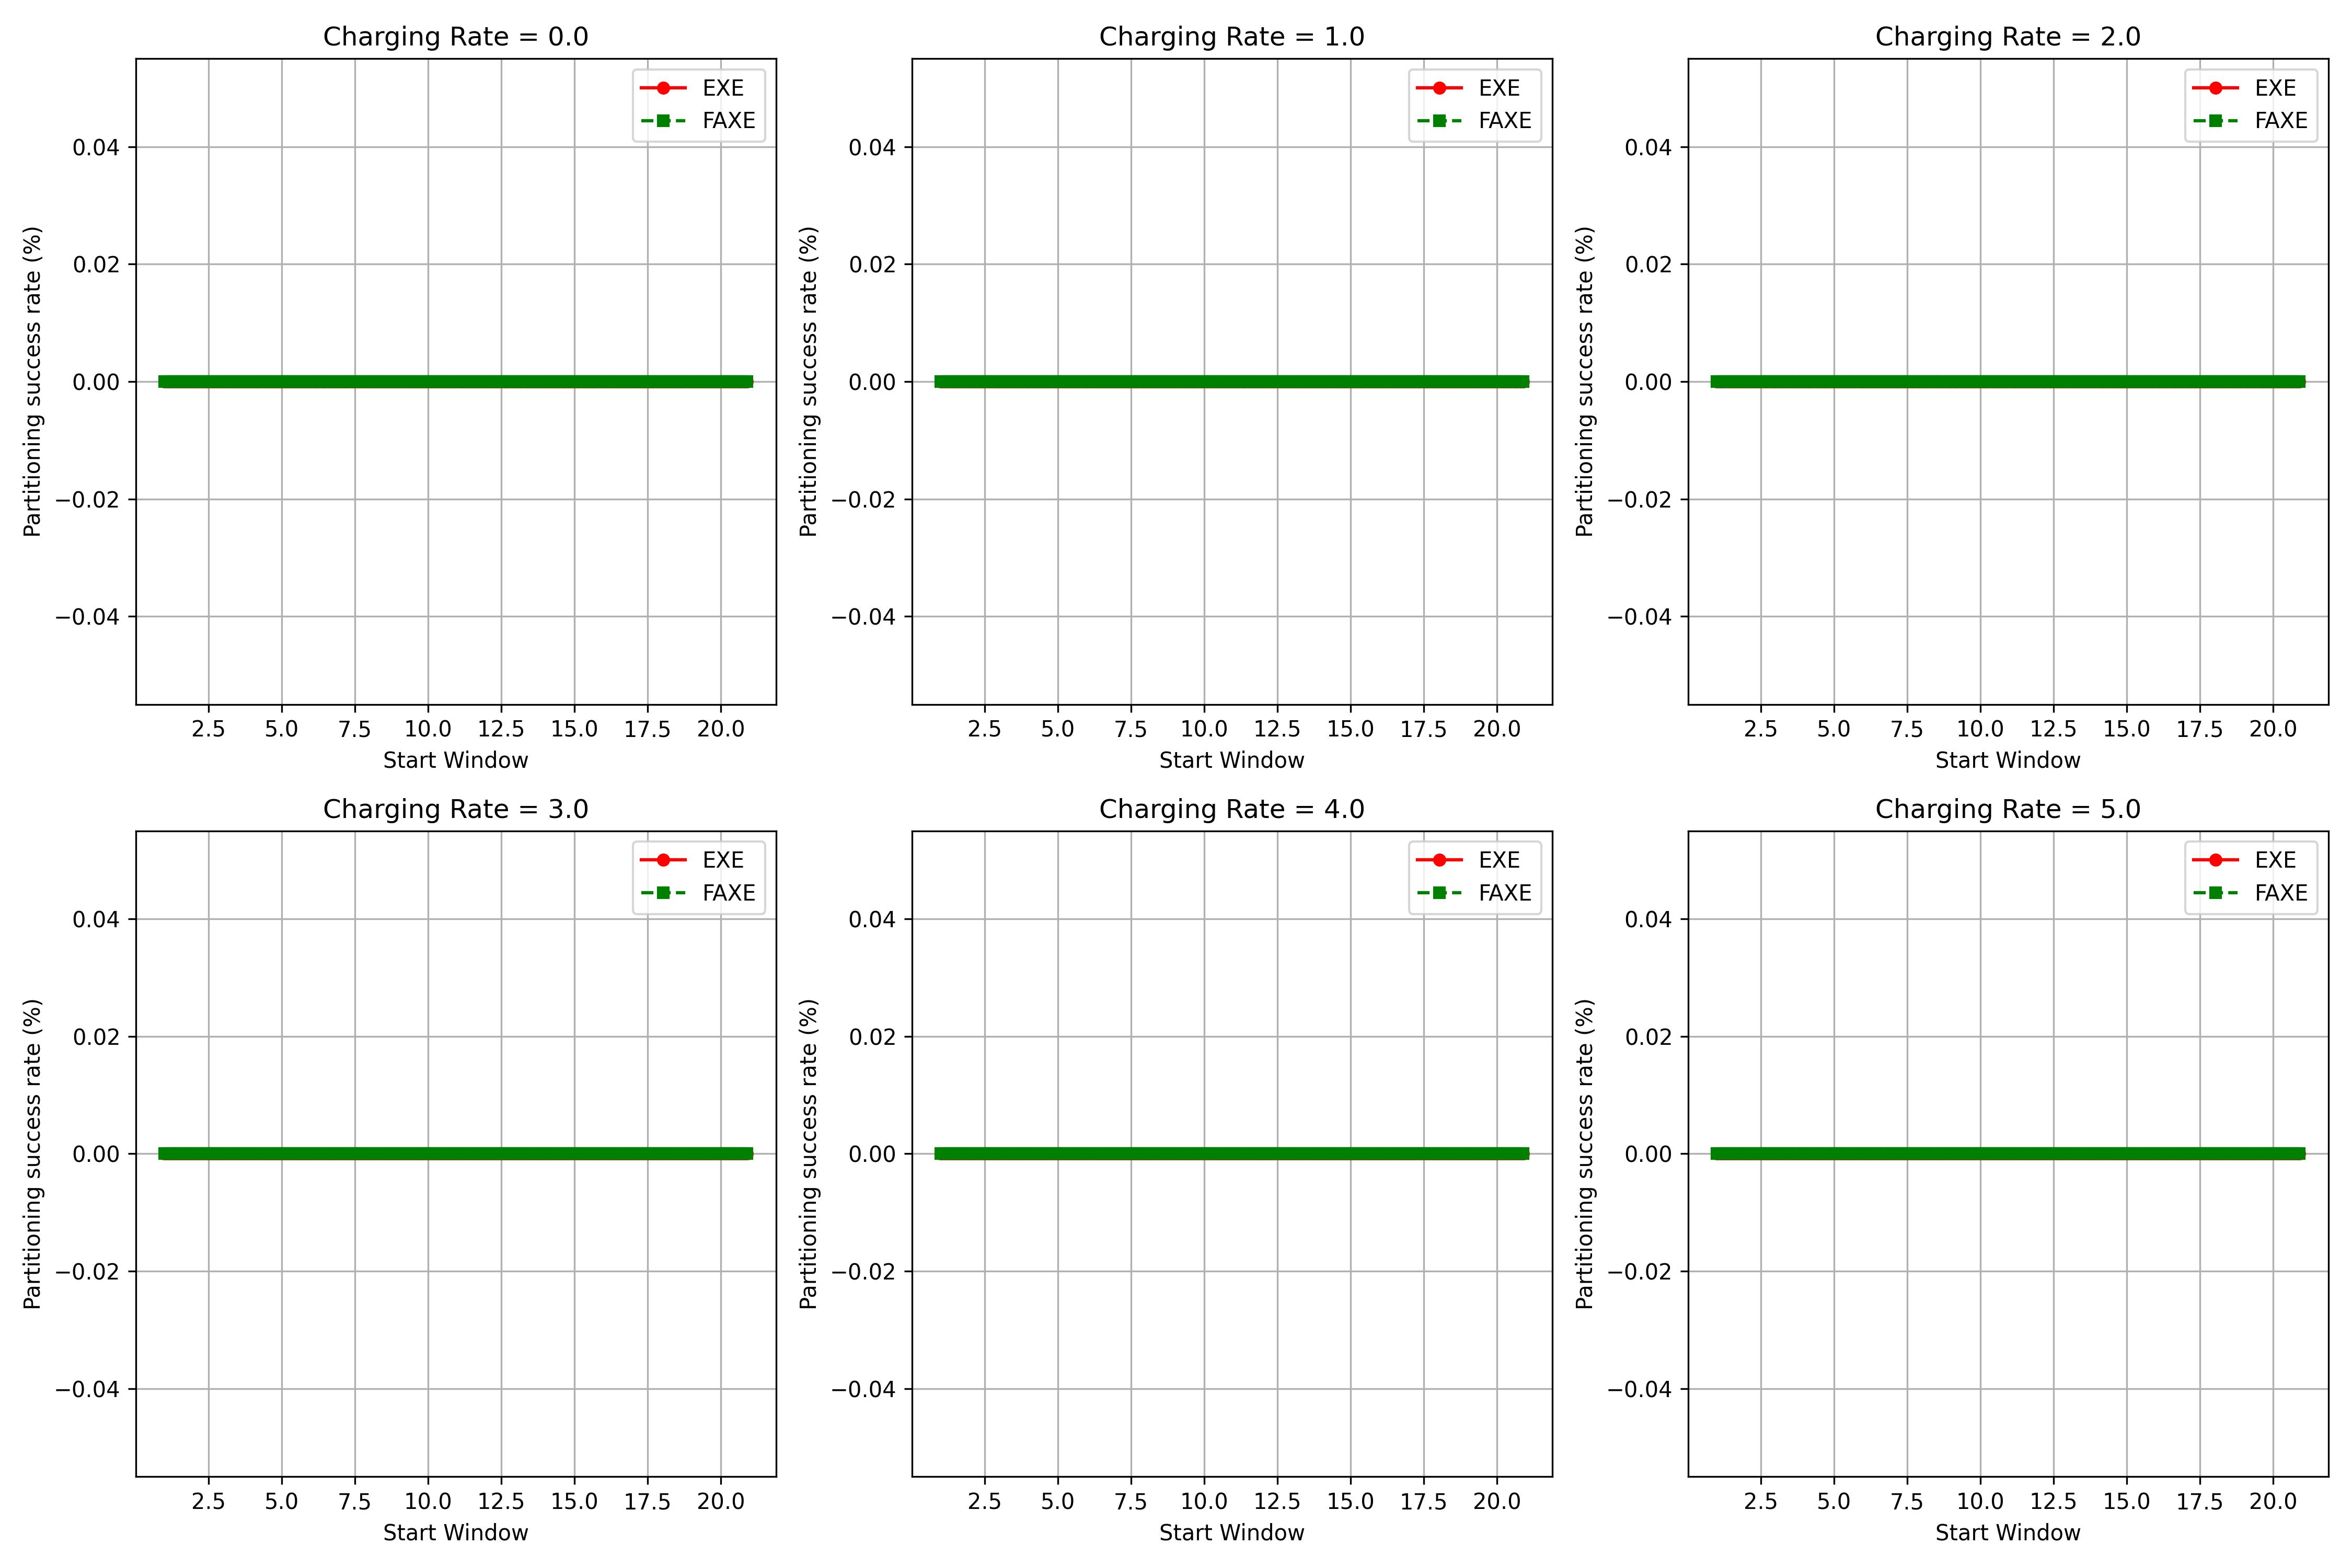 Charging Rate = 0.0
EXE
FAXE
0.04
0.02
0.00
−0.02
−0.04
Partitioning success rate (%)
2.5 5.0 7.5 10.0 12.5 15.0 17.5 20.0
Start Window
Charging Rate = 1.0
EXE
FAXE
0.04
0.02
0.00
−0.02
−0.04
Partitioning success rate (%)
2.5 5.0 7.5 10.0 12.5 15.0 17.5 20.0
Start Window
Charging Rate = 2.0
EXE
FAXE
0.04
0.02
0.00
−0.02
−0.04
Partitioning success rate (%)
2.5 5.0 7.5 10.0 12.5 15.0 17.5 20.0
Start Window
Charging Rate = 3.0
EXE
FAXE
0.04
0.02
0.00
−0.02
−0.04
Partitioning success rate (%)
2.5 5.0 7.5 10.0 12.5 15.0 17.5 20.0
Start Window
Charging Rate = 4.0
EXE
FAXE
0.04
0.02
0.00
−0.02
−0.04
Partitioning success rate (%)
2.5 5.0 7.5 10.0 12.5 15.0 17.5 20.0
Start Window
Charging Rate = 5.0
EXE
FAXE
0.04
0.02
0.00
−0.02
−0.04
Partitioning success rate (%)
2.5 5.0 7.5 10.0 12.5 15.0 17.5 20.0
Start Window